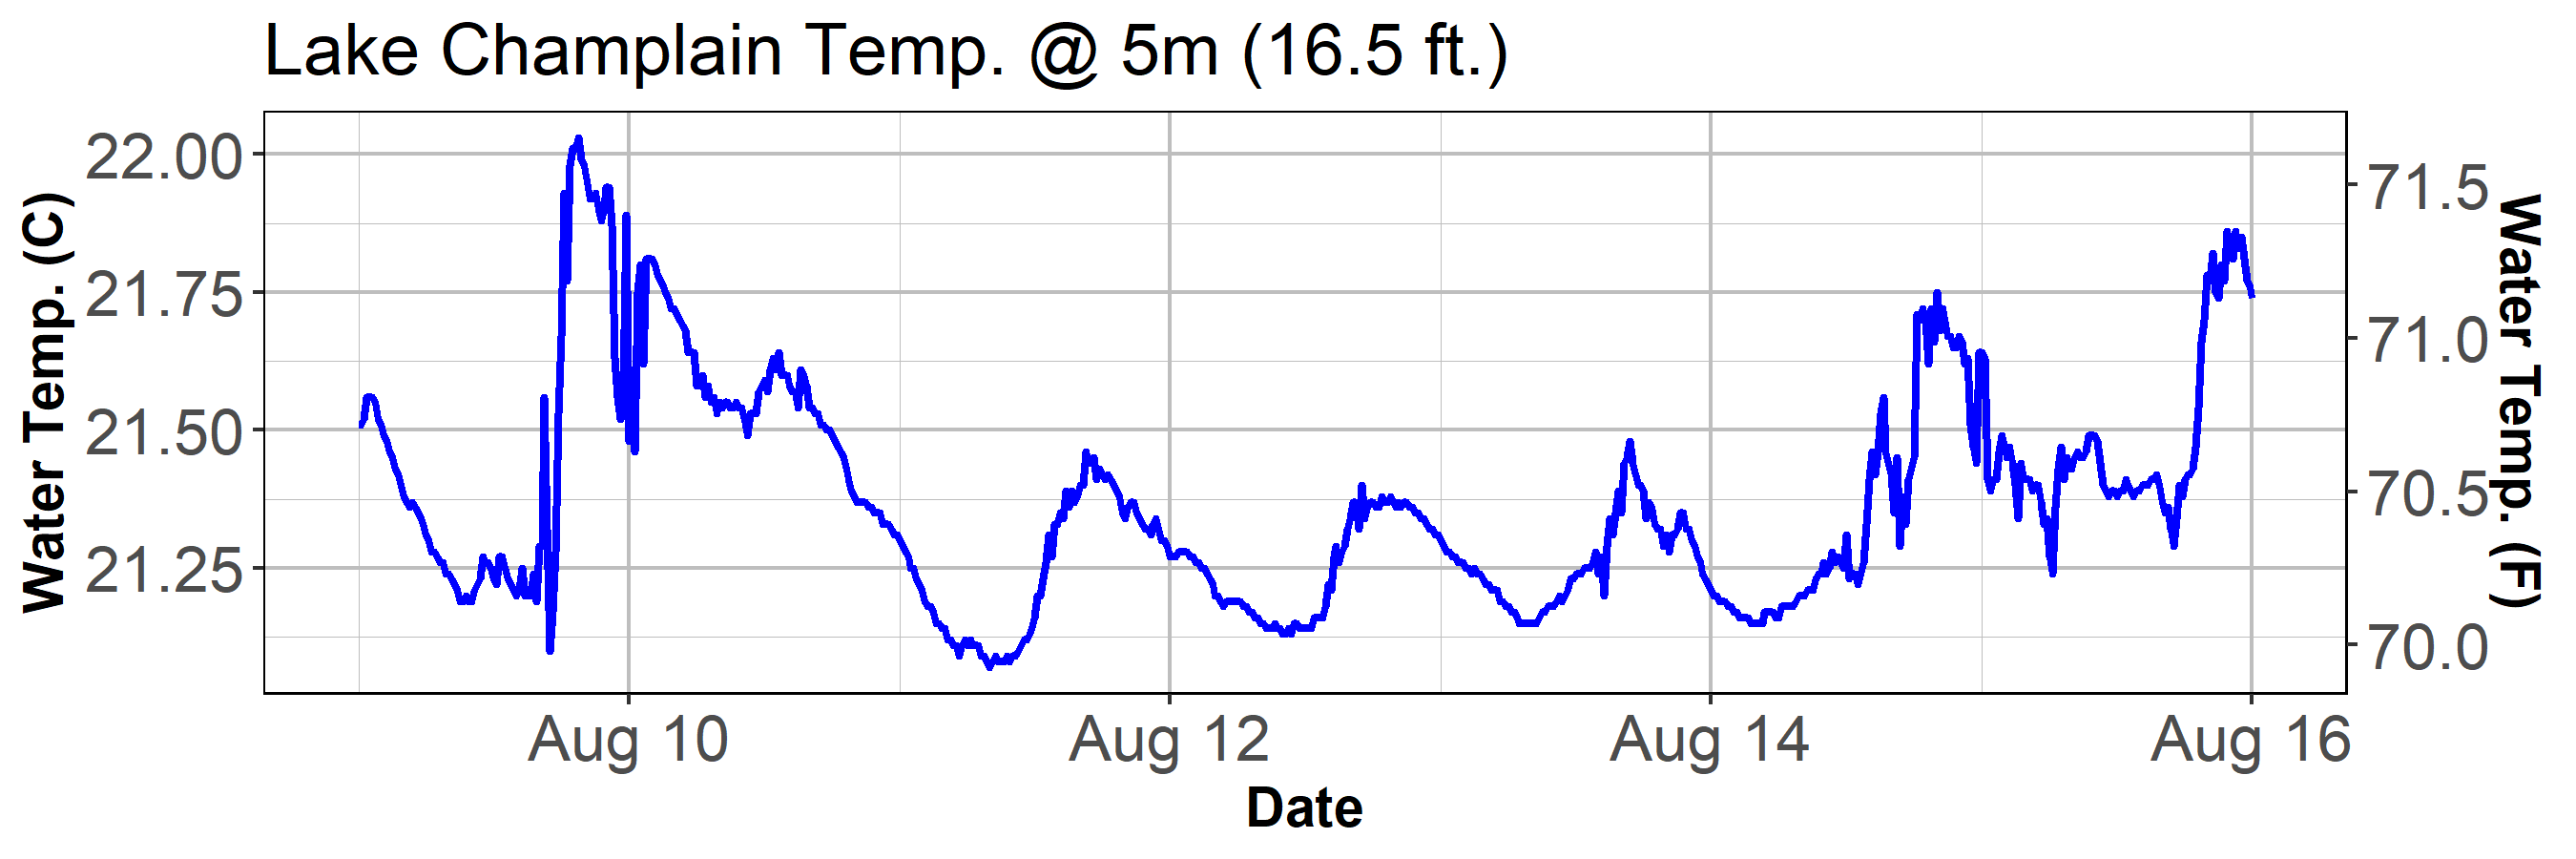 Lake Champlain Temp. @ 5m (16.5 ft.)
Water Temp. (C)
22.00
21.75
21.50
21.25
71.5
71.0
70.5
70.0
Water Temp. (F)
Aug 10 Aug 12 Aug 14 Aug 16
Date